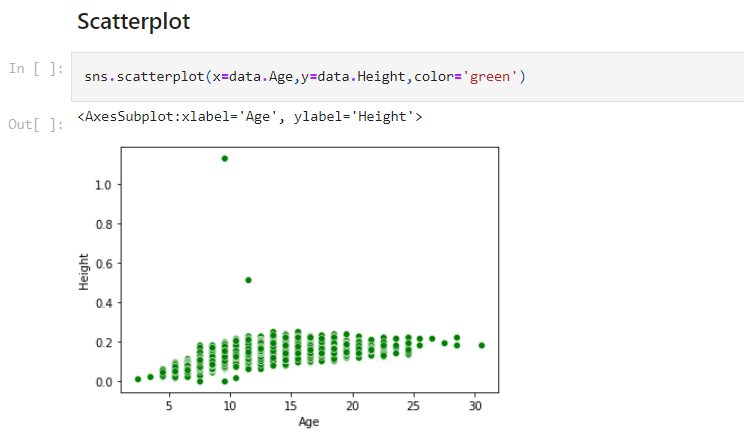 Scatterplot
In [ ]:
sns.scatterplot(x=data.Age,y=data.Height,color='green')
Out[ ]:
<AxesSubplot:xlabel='Age', ylabel='Height'>
1.0
0.8
0.6
0.4
0.2
0.0
Height
5 10 15 20 25 30
Age